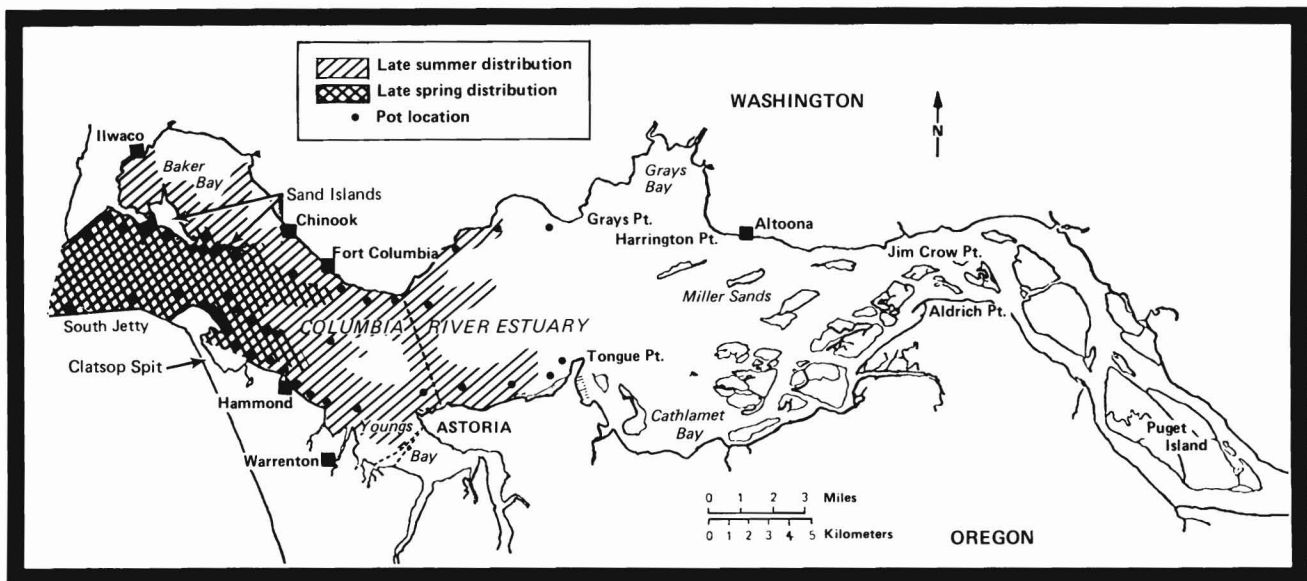 Late summer distribution
Late spring distribution
Pot location
WASHINGTON
N
Ilwaco
Baker
Bay
Sand Islands
Chinook
Grays
Bay
Grays Pt.
Harrington Pt.
Altoona
Fort Columbia
Jim Crow Pt.
Miller Sands
Aldrich Pt.
South Jetty
COLUMBIA RIVER ESTUARY
Clatsop Spit
Tongue Pt.
Hammond
Cathlamet
Bay
Youngs
Bay
ASTORIA
Puget
Island
Warrenton
0 1 2 3 Miles
0 1 2 3 4 5 Kilometers
OREGON